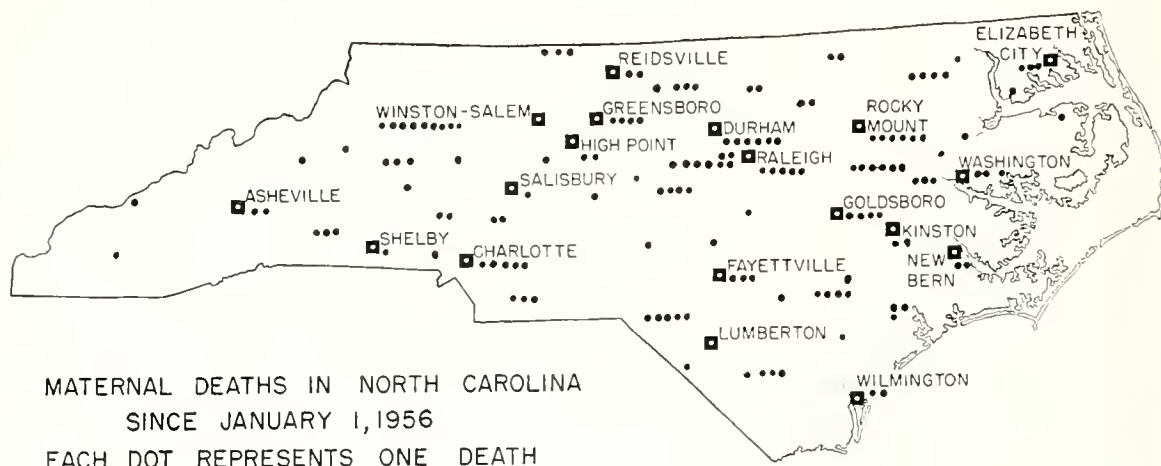 ELIZABETH
CITY
REIDSVILLE
WINSTON-SALEM
GREENSBORO
ROCKY
MOUNT
DURHAM
HIGH POINT
RALEIGH
WASHINGTON
SALISBURY
ASHEVILLE
GOLDSBORO
KINSTON
SHELBY
CHARLOTTE
NEW
BERN
FAYETTVILLE
LUMBERTON
WILMINGTON
MATERNAL DEATHS IN NORTH CAROLINA
SINCE JANUARY 1, 1956
EACH DOT REPRESENTS ONE DEATH